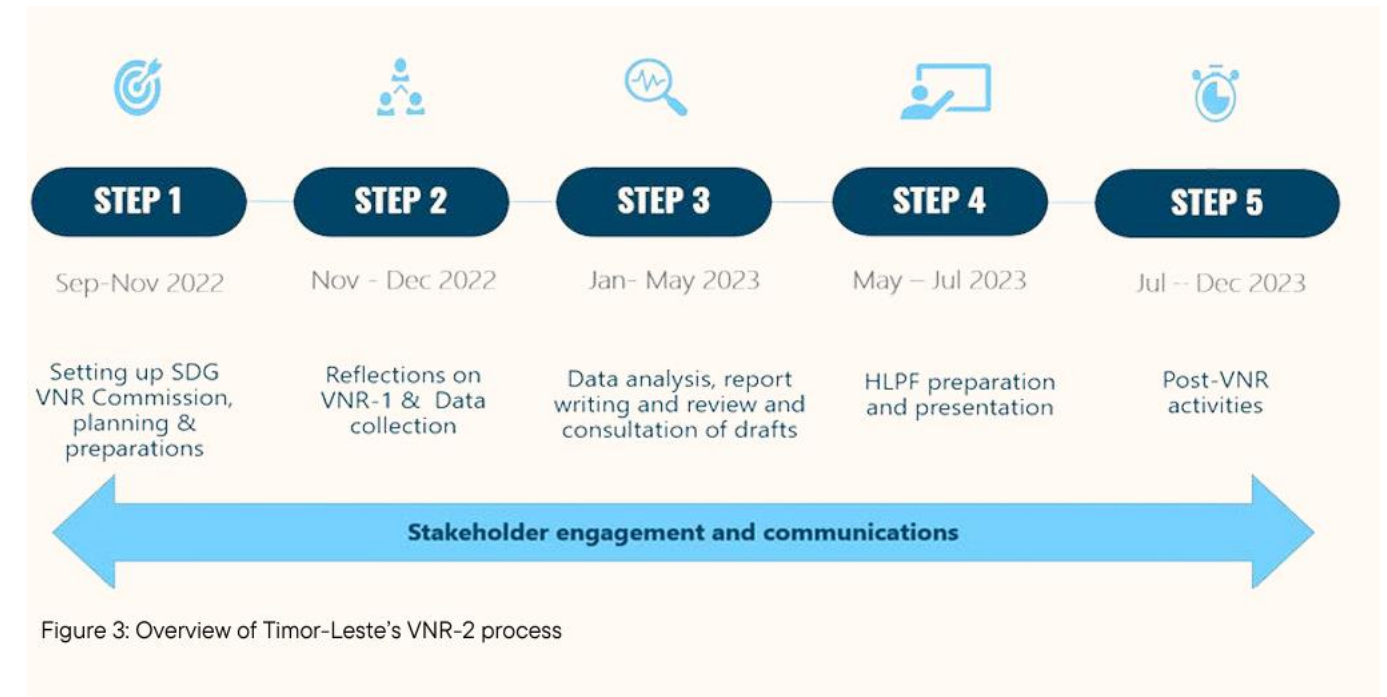 STEP 1
STEP 2
STEP 3
STEP 4
STEP 5
Sep-Nov 2022
Nov - Dec 2022
Jan- May 2023
May – Jul 2023
Jul -- Dec 2023
Setting up SDG
VNR Commission,
planning &
preparations
Reflections on
VNR-1 &  Data
collection
Data analysis, report
writing and review and
consultation of drafts
HLPF preparation
and presentation
Post-VNR
activities
Stakeholder engagement and communications
Figure 3: Overview of Timor-Leste’s VNR-2 process